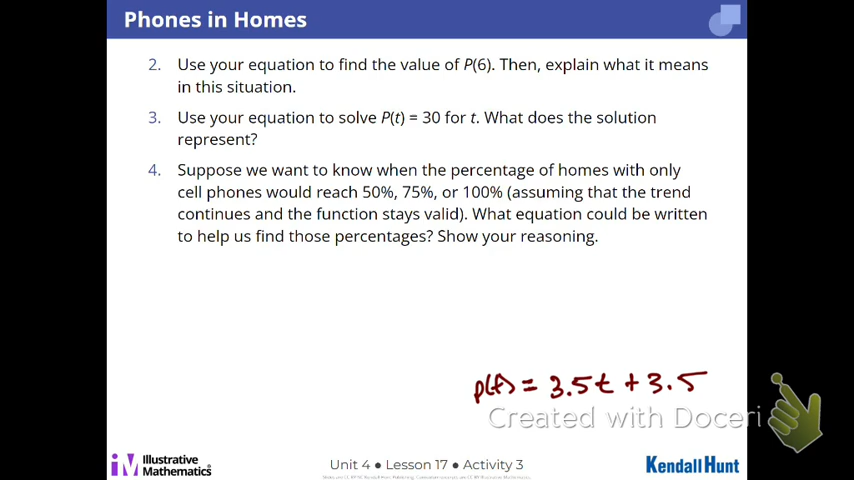 Phones in Homes
2. Use your equation to find the value of P(6). Then, explain what it means
in this situation.
3. Use your equation to solve P(t) = 30 for t. What does the solution
represent?
4. Suppose we want to know when the percentage of homes with only
cell phones would reach 50%, 75%, or 100% (assuming that the trend
continues and the function stays valid). What equation could be written
to help us find those percentages? Show your reasoning.
p(t) = 3.5t + 3.5
Created with Doceri
Illustrative
Mathematics®
Unit 4 ● Lesson 17 ● Activity 3
Kendall Hunt